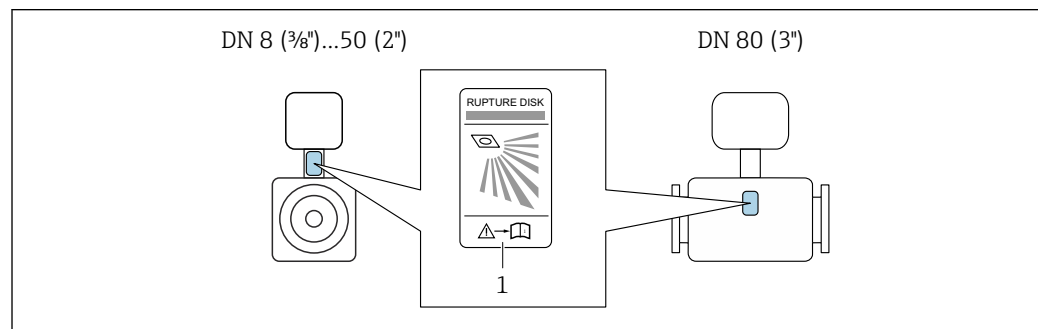 DN 8 (⅜")...50 (2")
DN 80 (3")
RUPTURE DISK
i
1